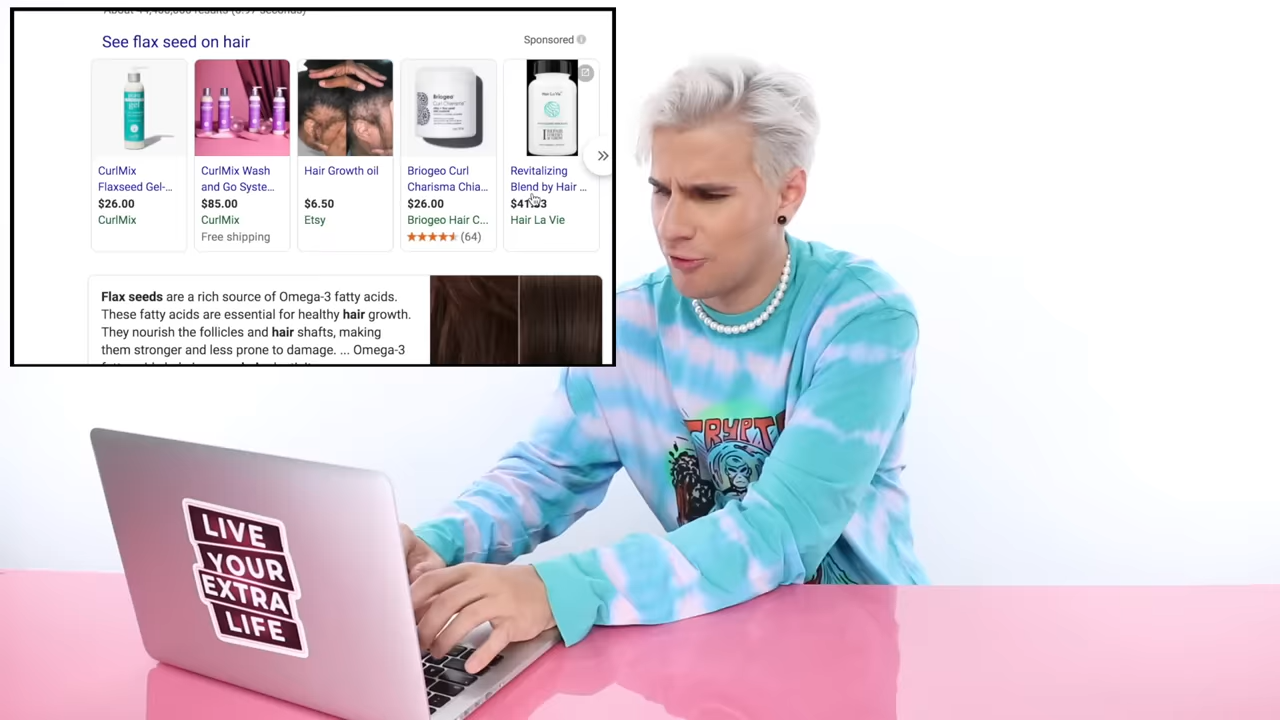 See flax seed on hair
Sponsored
CurlMix
Flaxseed Gel-...
$26.00
CurlMix
CurlMix Wash
and Go Syste...
$85.00
CurlMix
Free shipping
Hair Growth oil
$6.50
Etsy
Briogeo
Briogeo Curl
Charisma Chia...
$26.00
Briogeo Hair C...
(64)
Hair La Vie
Revitalizing
Blend by Hair ...
Hair La Vie
Flax seeds are a rich source of Omega-3 fatty acids.
These fatty acids are essential for healthy hair growth.
They nourish the follicles and hair shafts, making
them stronger and less prone to damage. ... Omega-3
LIVE
YOUR
EXTRA
LIFE